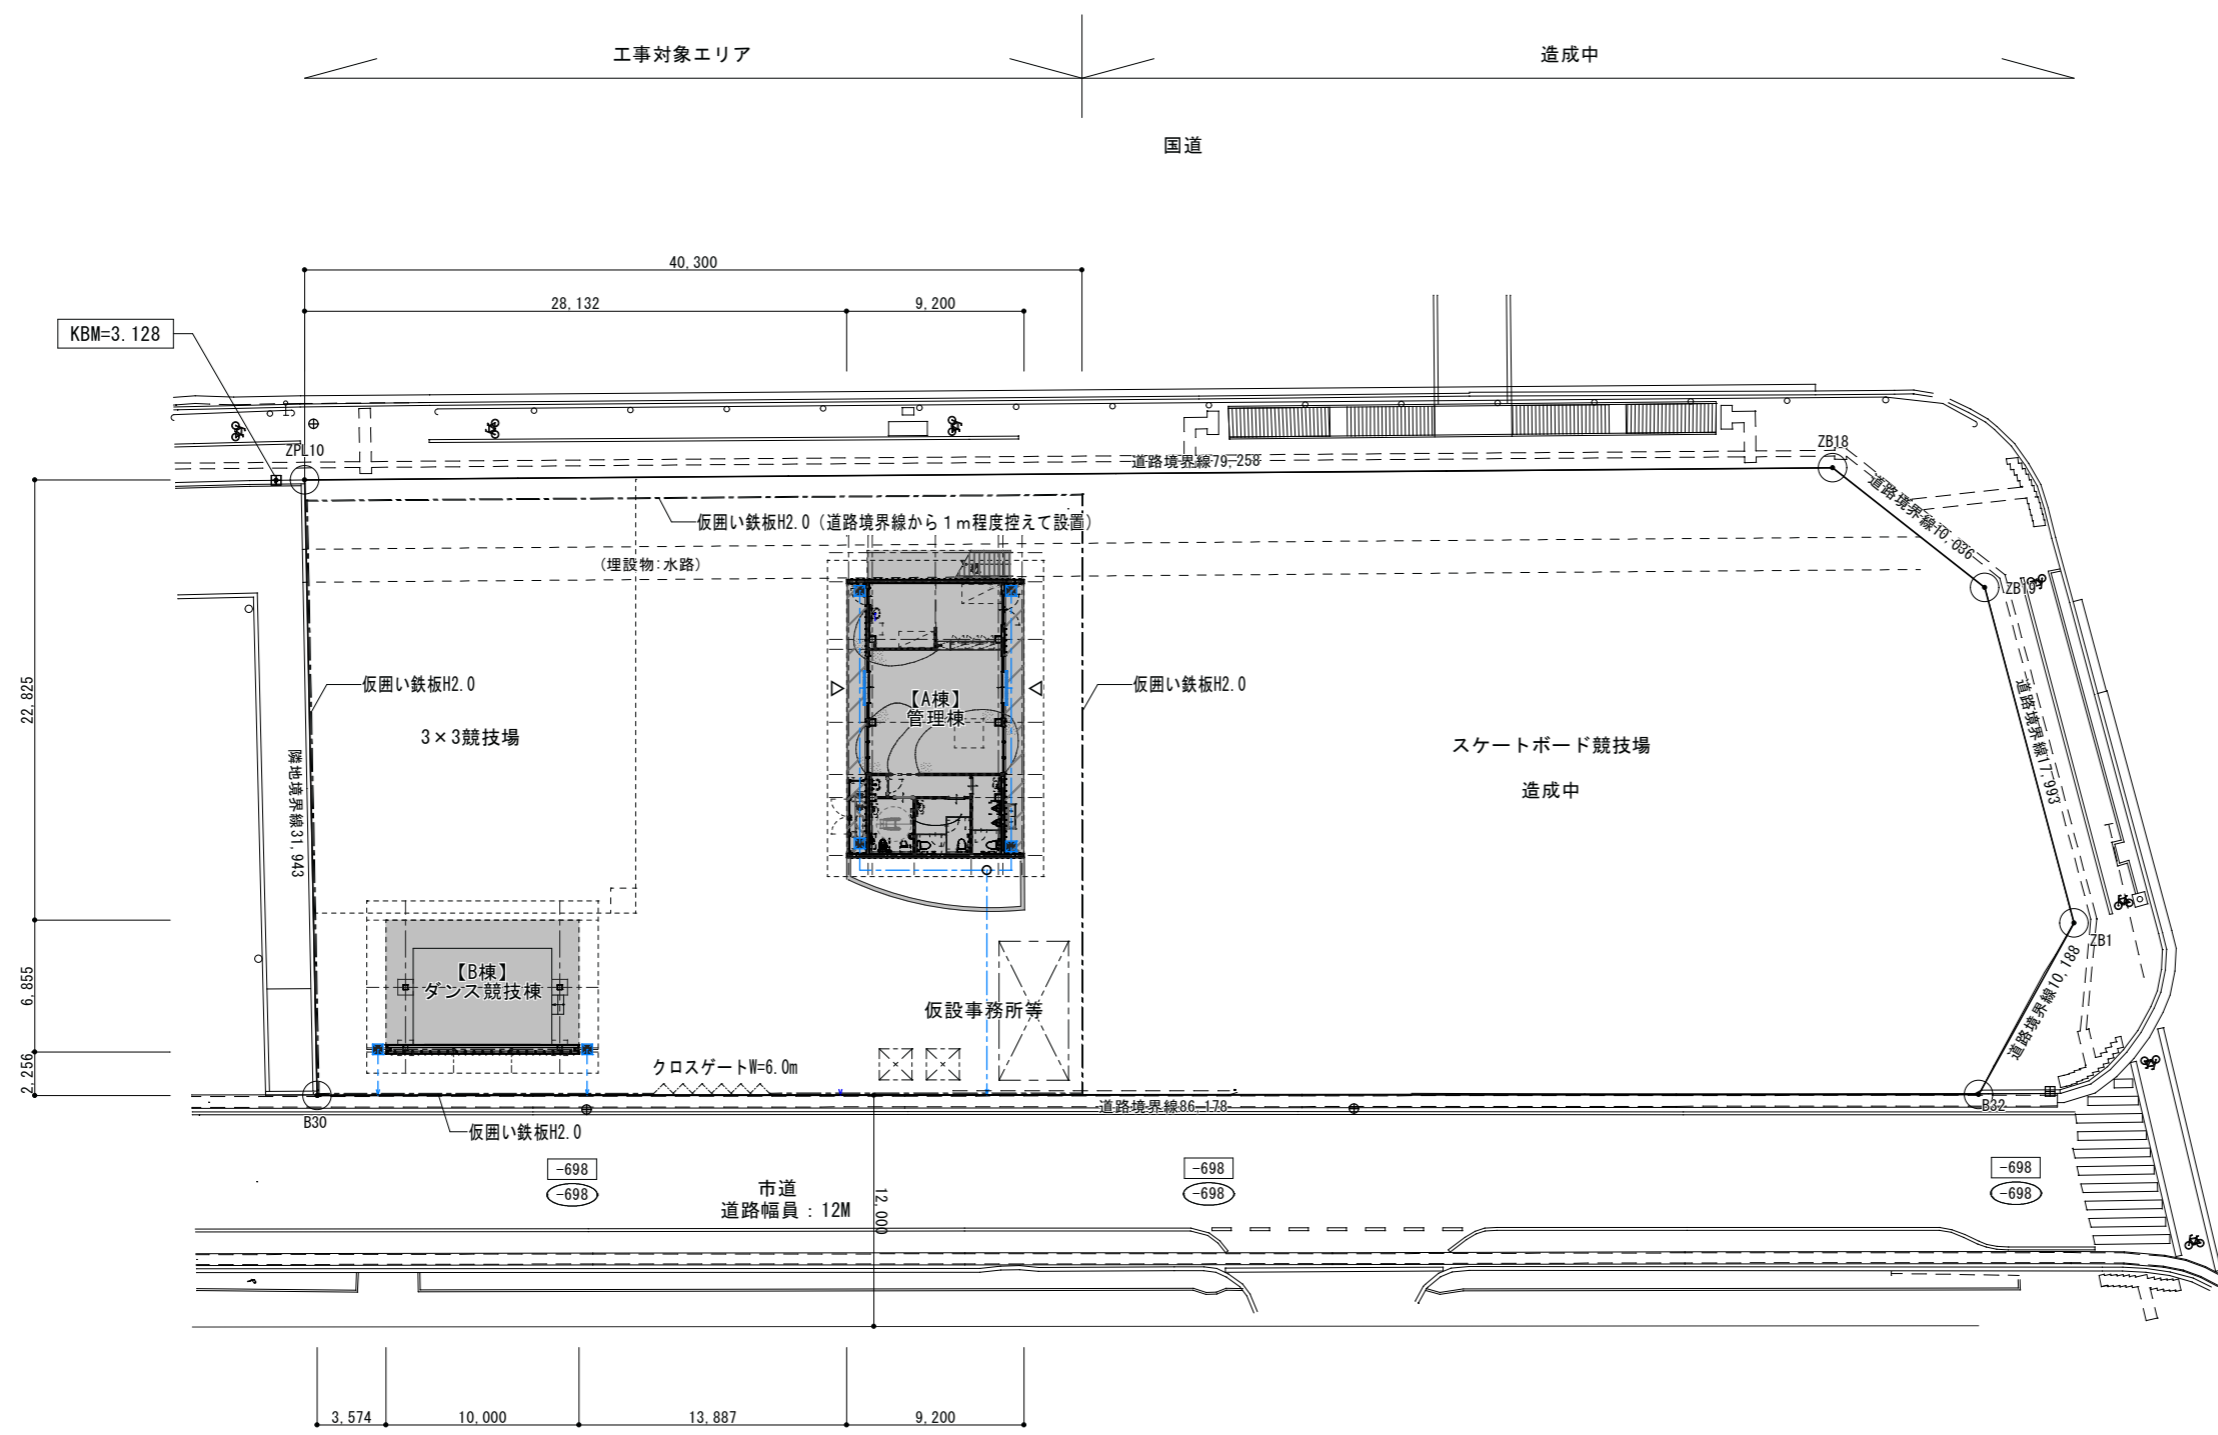 工事対象エリア
造成中
国道
40,300
28,132
9,200
KBM=3.128
ZPL10
道路境界線79,258
ZB18
道路境界線10,036
仮囲い鉄板H2.0（道路境界線から１ｍ程度控えて設置）
(埋設物:水路)
ZB19
仮囲い鉄板H2.0
仮囲い鉄板H2.0
【A棟】
管理棟
3×3競技場
スケートボード競技場
造成中
22,825
隣地境界線31,943
道路境界線17,993
ZB1
道路境界線10,188
【B棟】
ダンス競技棟
6,855
仮設事務所等
クロスゲートW=6.0m
2,256
道路境界線86,178
B32
B30
仮囲い鉄板H2.0
-698
-698
-698
-698
-698
-698
市道
道路幅員：12M
12,000
3,574
10,000
13,887
9,200